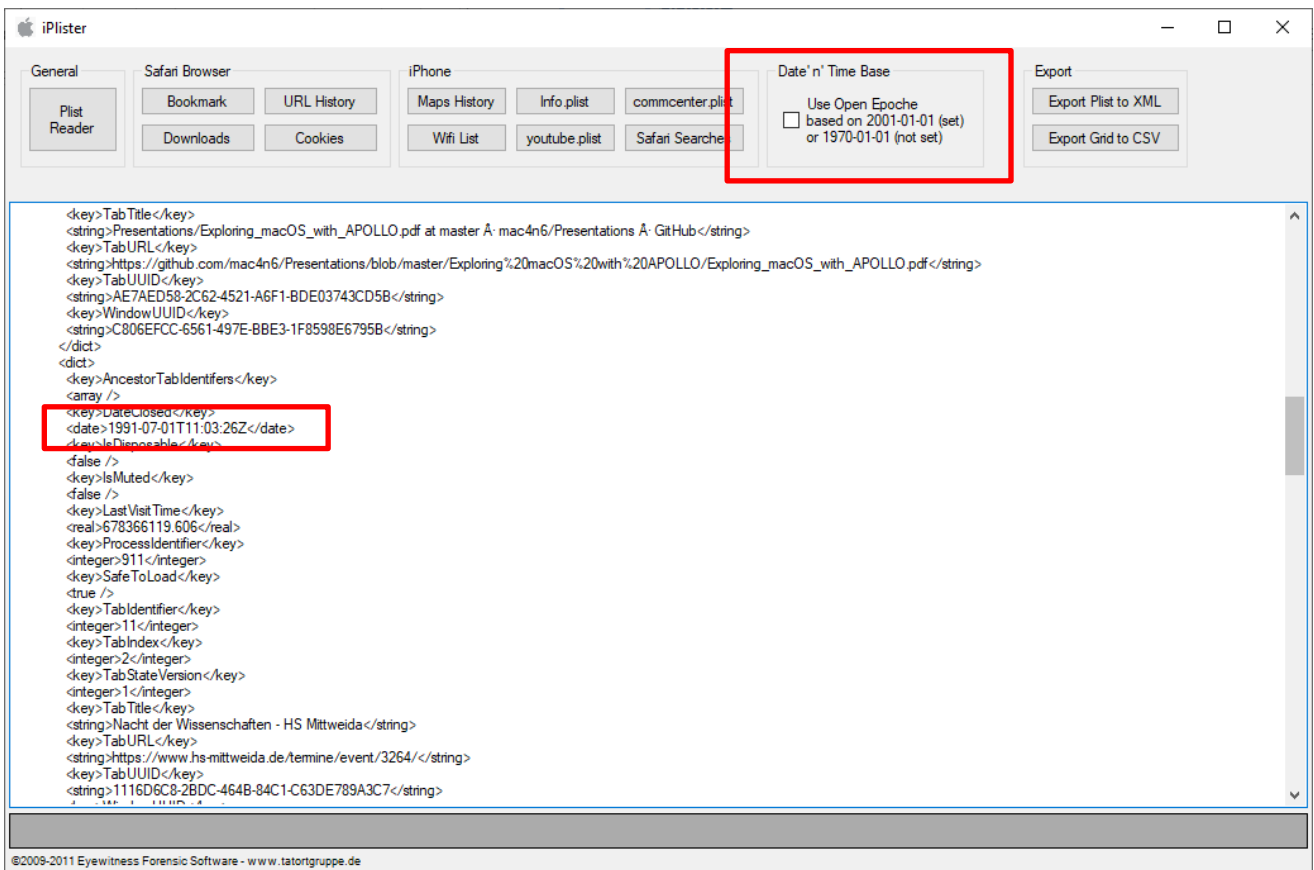 iPlister
General
Safari Browser
iPhone
Date' n' Time Base
Export
Plist
Reader
Bookmark
URL History
Downloads
Cookies
Maps History
Info.plist
commcenter.plist
Wifi List
youtube.plist
Safari Searches
Use Open Epoche
based on 2001-01-01 (set)
or 1970-01-01 (not set)
Export Plist to XML
Export Grid to CSV
<key>TabTitle</key>
<string>Presentations/Exploring_macOS_with_APOLLO.pdf at master Â· mac4n6/Presentations Â· GitHub</string>
<key>TabURL</key>
<string>https://github.com/mac4n6/Presentations/blob/master/Exploring%20macOS%20with%20APOLLO/Exploring_macOS_with_APOLLO.pdf</string>
<key>TabUUID</key>
<string>AE7AED58-2C62-4521-A6F1-BDE03743CD5B</string>
<key>WindowUUID</key>
<string>C806EFCC-6561-497E-BBE3-1F8598E6795B</string>
</dict>
<dict>
<key>AncestorTabIdentifers</key>
<array />
<key>DateClosed</key>
<date>1991-07-01T11:03:26Z</date>
<key>IsDisposable</key>
<false />
<key>IsMuted</key>
<false />
<key>LastVisitTime</key>
<real>678366119.606</real>
<key>ProcessIdentifier</key>
<integer>911</integer>
<key>SafeToLoad</key>
<true />
<key>TabIdentifier</key>
<integer>11</integer>
<key>TabIndex</key>
<integer>2</integer>
<key>TabStateVersion</key>
<integer>1</integer>
<key>TabTitle</key>
<string>Nacht der Wissenschaften - HS Mittweida</string>
<key>TabURL</key>
<string>https://www.hs-mittweida.de/termine/event/3264/</string>
<key>TabUUID</key>
<string>1116D6C8-2BDC-464B-84C1-C63DE789A3C7</string>
©2009-2011 Eyewitness Forensic Software - www.tatortgruppe.de